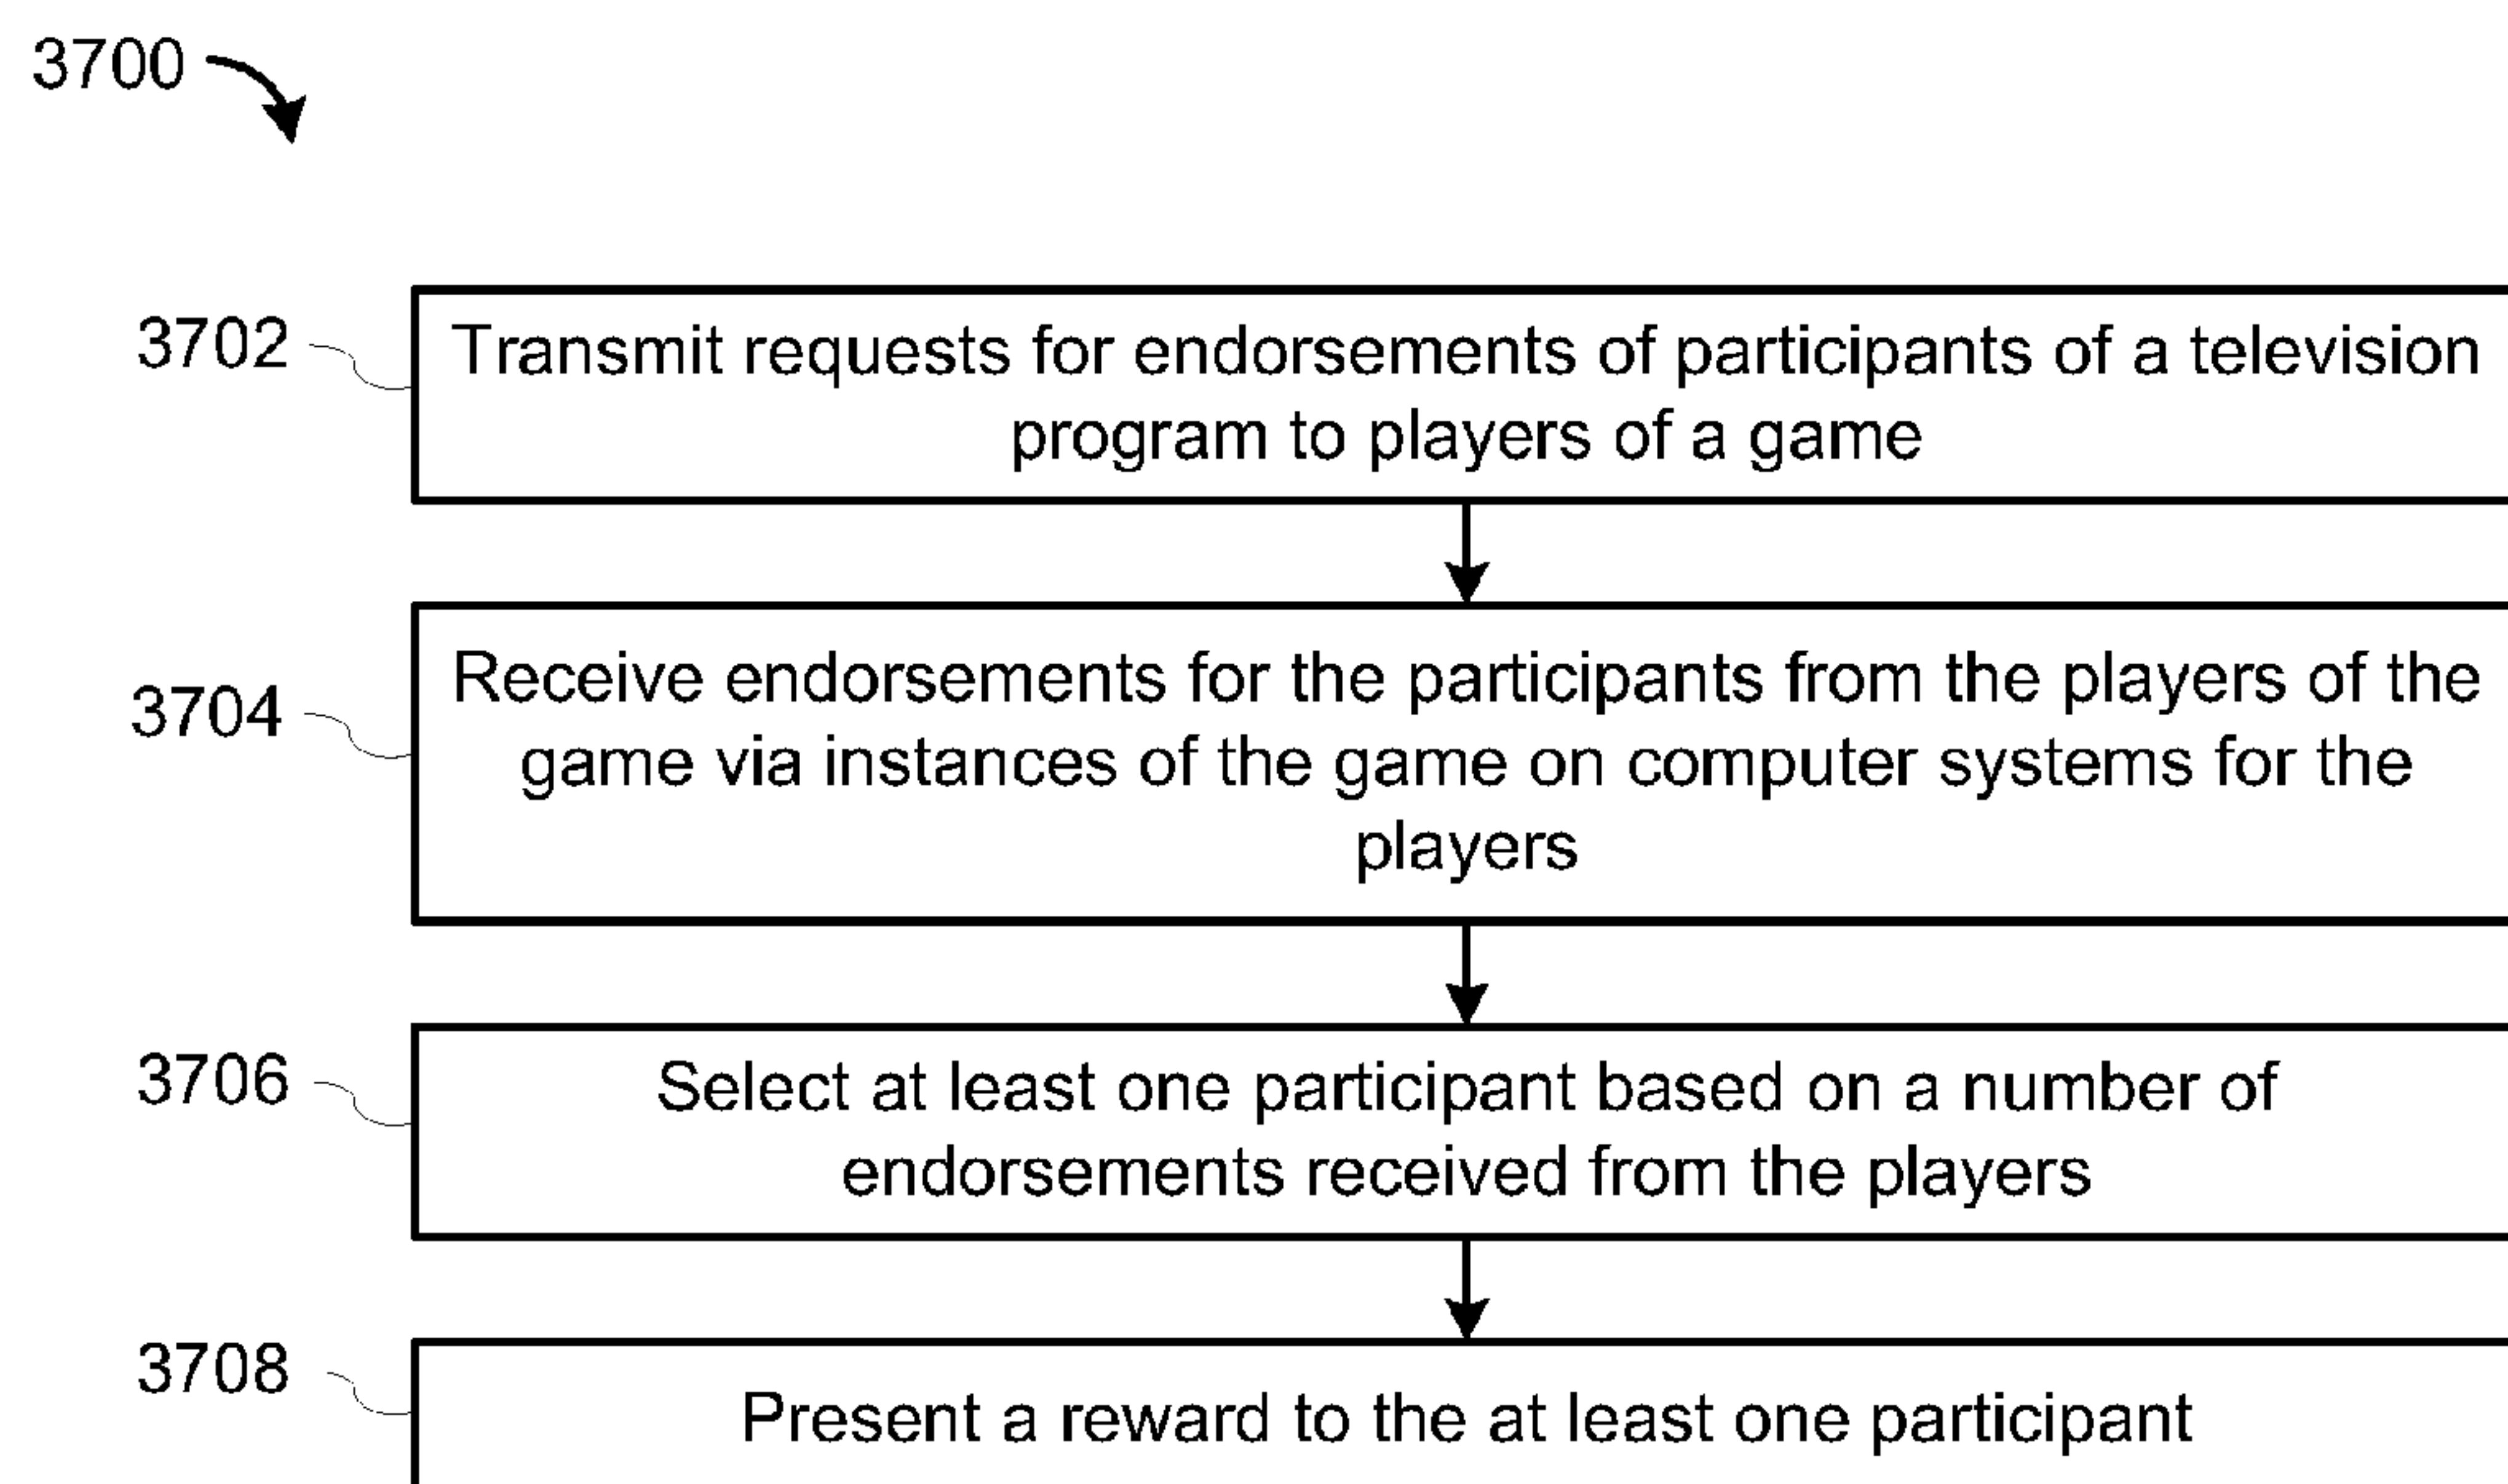 3700
3702
Transmit requests for endorsements of participants of a television
program to players of a game
3704
Receive endorsements for the participants from the players of the
game via instances of the game on computer systems for the
players
3706
Select at least one participant based on a number of
endorsements received from the players
3708
Present a reward to the at least one participant